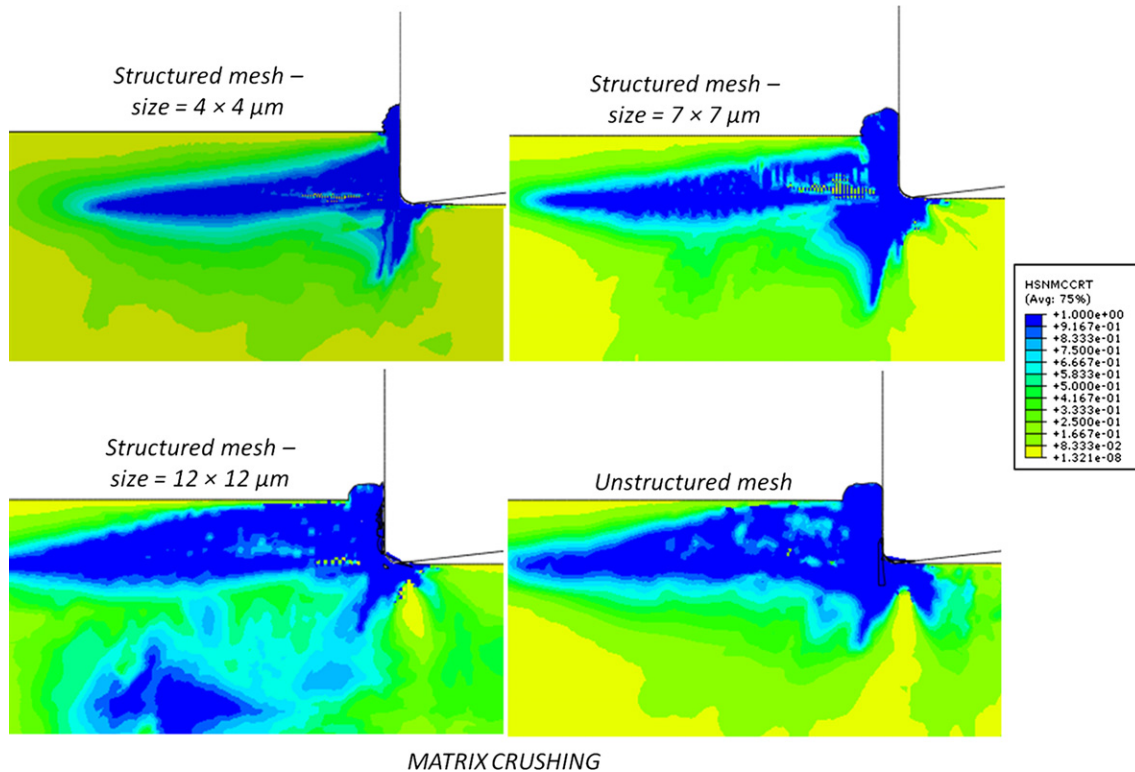 Structured mesh –
size = 4 × 4 µm
Structured mesh –
size = 7 × 7 µm
HSNMCCRT
(Avg: 75%)
+1.000e+00
+9.167e-01
+8.333e-01
+7.500e-01
+6.667e-01
+5.833e-01
+5.000e-01
+4.167e-01
+3.333e-01
+2.500e-01
+1.667e-01
+8.333e-02
+1.321e-08
Structured mesh –
size = 12 × 12 µm
Unstructured mesh
MATRIX CRUSHING